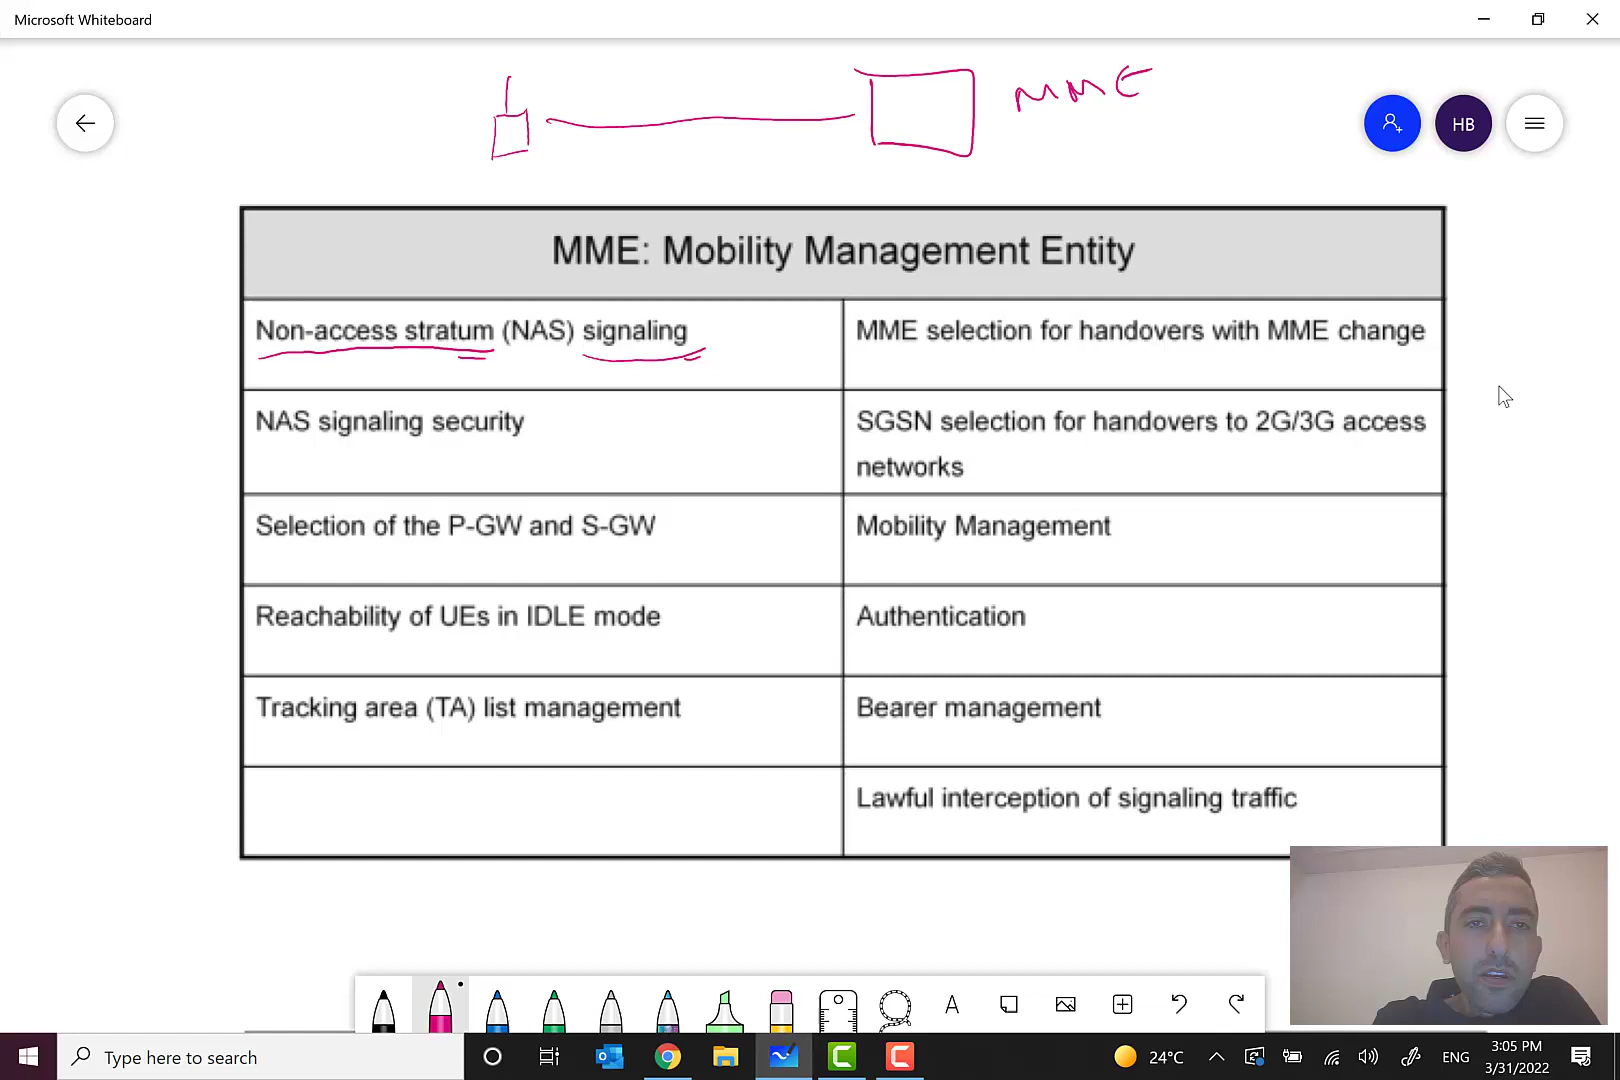 Microsoft Whiteboard
MME
HB
MME: Mobility Management Entity
Non-access stratum (NAS) signaling
MME selection for handovers with MME change
NAS signaling security
SGSN selection for handovers to 2G/3G access
networks
Selection of the P-GW and S-GW
Mobility Management
Reachability of UEs in IDLE mode
Authentication
Tracking area (TA) list management
Bearer management
Lawful interception of signaling traffic
A
Type here to search
24°C
ENG
3:05 PM
3/31/2022